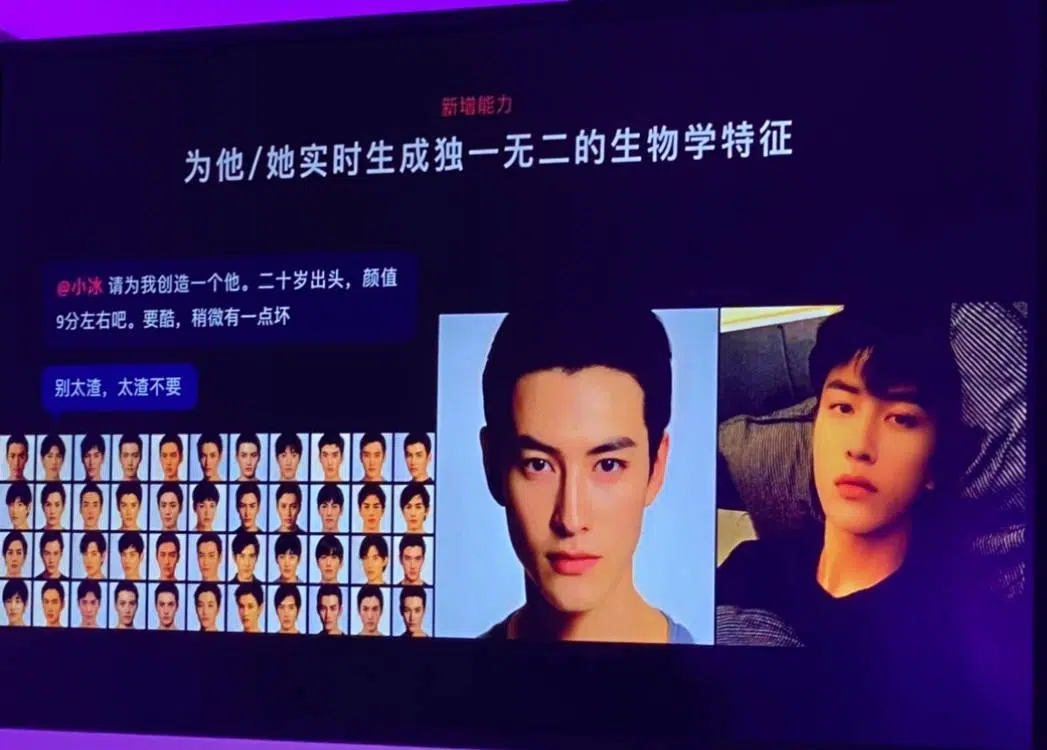 新增能力
为他/她实时生成独一无二的生物学特征
@小冰 请为我创造一个他。二十岁出头，颜值
9分左右吧。要酷，稍微有一点坏
别太渣，太渣不要